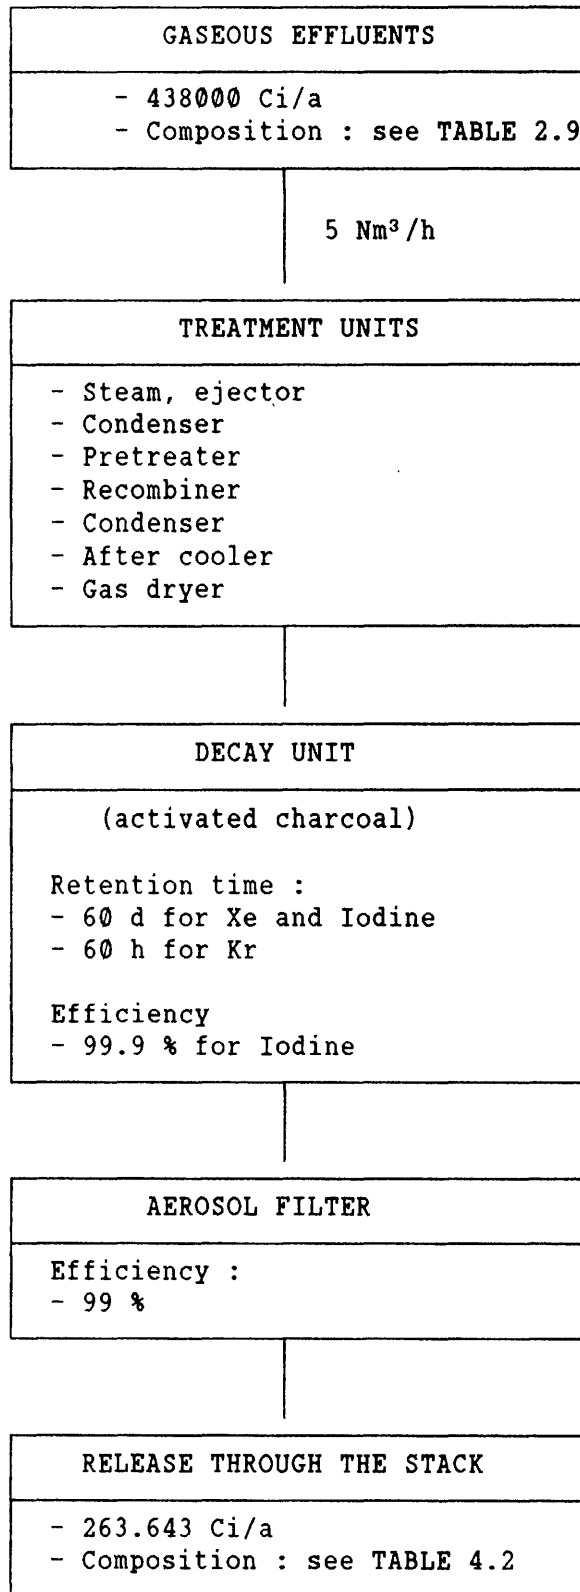 GASEOUS EFFLUENTS
- 438000 Ci/a
- Composition : see TABLE 2.9
5 Nm³/h
TREATMENT UNITS
- Steam, ejector
- Condenser
- Pretreater
- Recombiner
- Condenser
- After cooler
- Gas dryer
DECAY UNIT
(activated charcoal)
Retention time :
- 60 d for Xe and Iodine
- 60 h for Kr
Efficiency
- 99.9 % for Iodine
AEROSOL FILTER
Efficiency :
- 99 %
RELEASE THROUGH THE STACK
- 263.643 Ci/a
- Composition : see TABLE 4.2